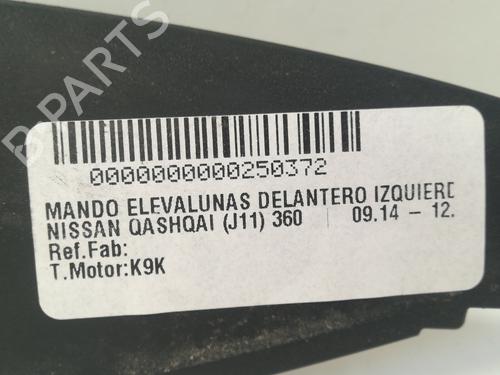 B-PARTS
0000000000250372
MANDO ELEVALUNAS DELANTERO IZQUIERD
NISSAN QASHQAI (J11) 360 | 09.14 – 12.
Ref.Fab:
T.Motor:K9K